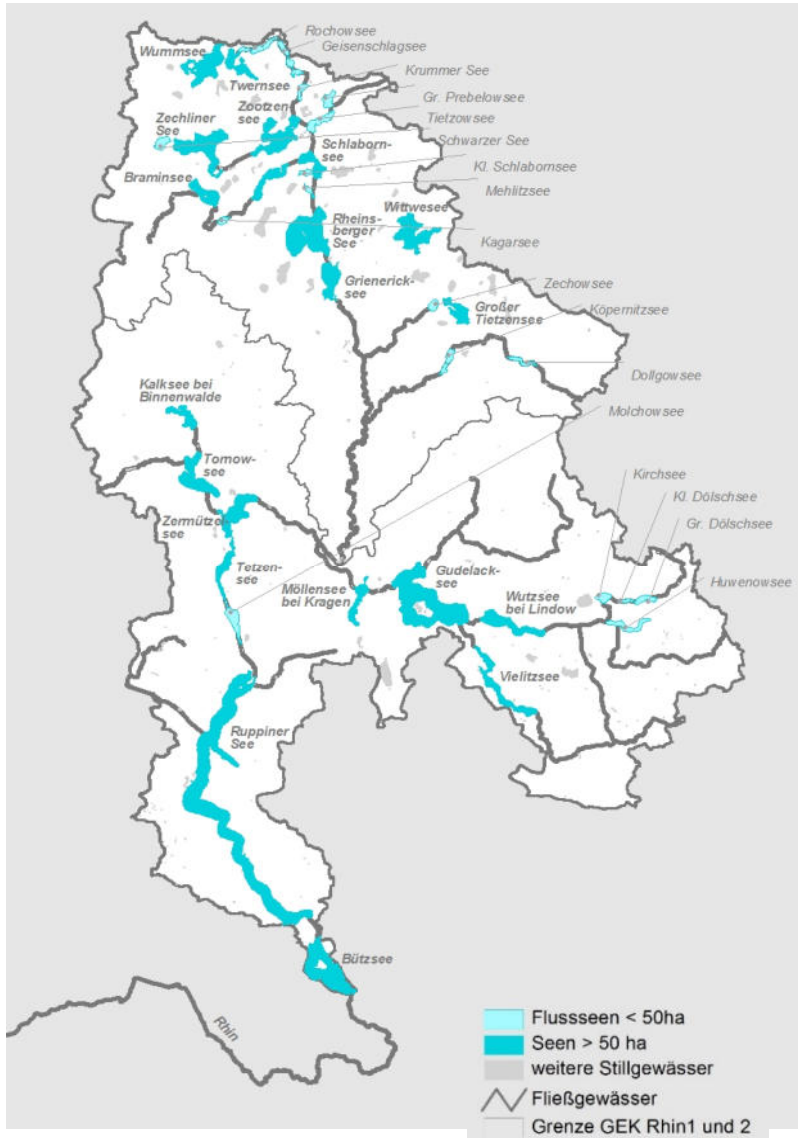 Rochowsee
Wummsee
Geisenschlagsee
Krummer See
Twernsee
Gr. Prebelowsee
Zootzen-
see
Zechliner
See
Tietzowsee
Schwarzer See
Schlaborn-
see
Kl. Schlabornsee
Braminsee
Mehlitzsee
Wittwesee
Rheins-
berger
See
Kagarsee
Grienerick-
see
Zechowsee
Großer
Tietzensee
Köpernitzsee
Dollgowsee
Kalksee bei
Binnenwalde
Molchowsee
Tornow-
see
Kirchsee
Kl. Dölschsee
Gr. Dölschsee
Zermützel-
see
Tetzen-
see
Möllensee
bei Kragen
Gudelack-
see
Wutzsee
bei Lindow
Huwenowsee
Vielitzsee
Ruppiner
See
Bützsee
Rhin
Flussseen < 50ha
Seen > 50 ha
weitere Stillgewässer
Fließgewässer
Grenze GEK Rhin1 und 2